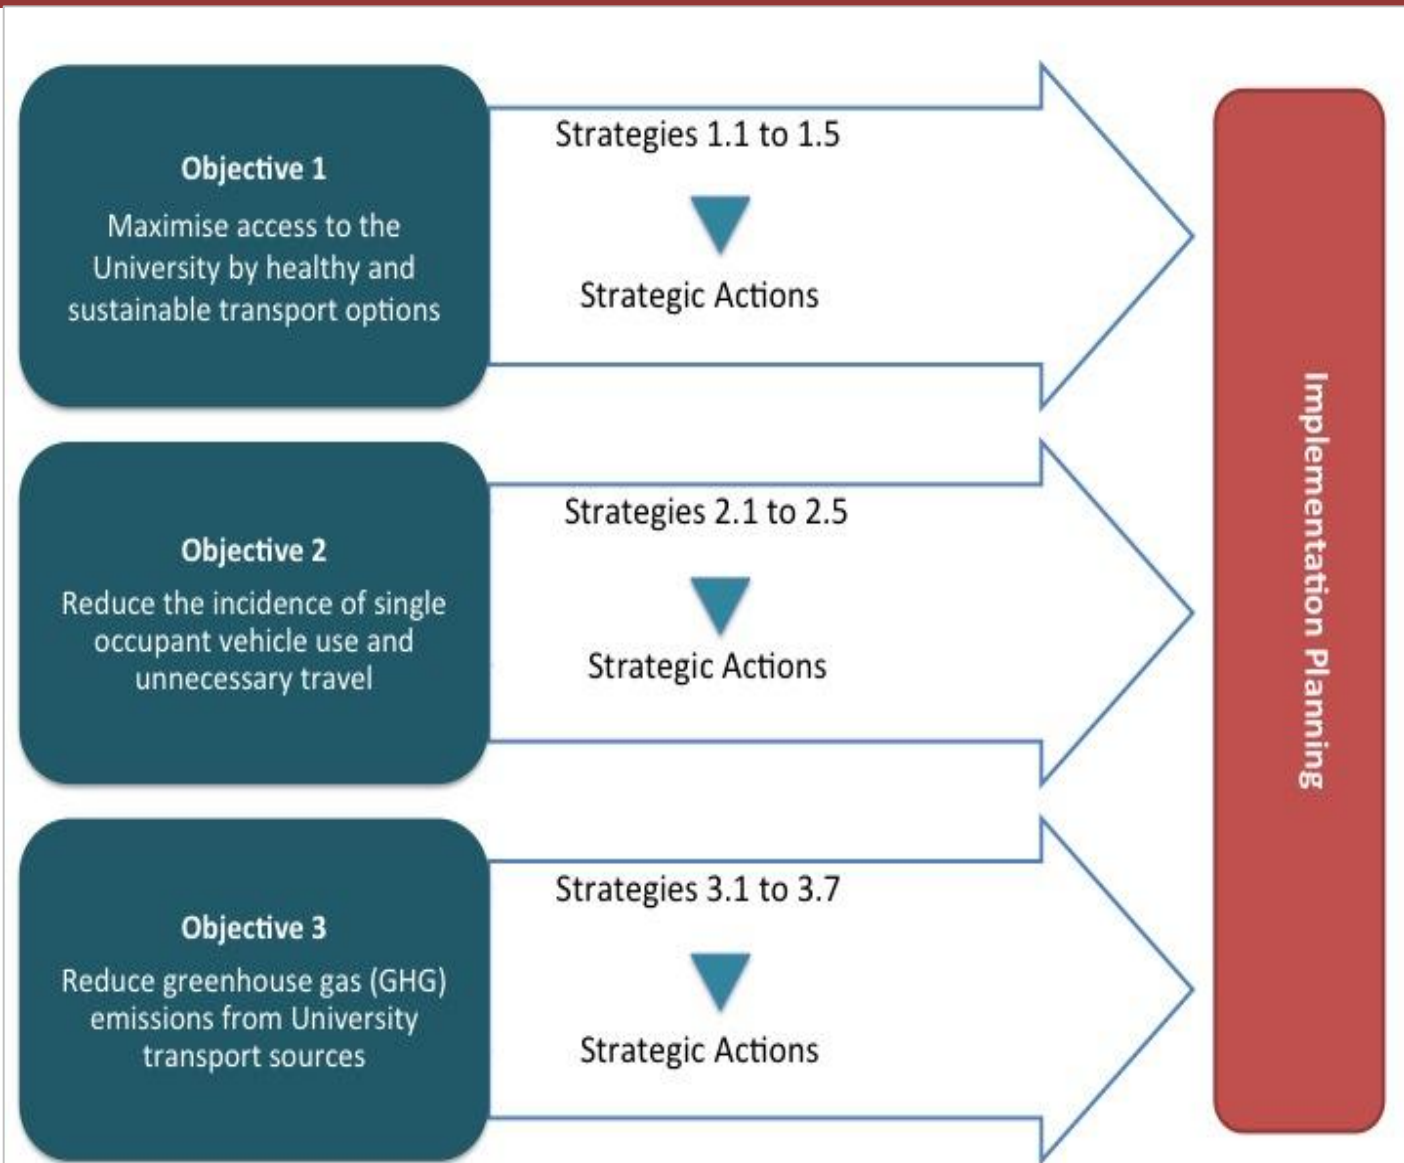 Objective 1
Maximise access to the
University by healthy and
sustainable transport options
Strategies 1.1 to 1.5
Strategic Actions
Objective 2
Reduce the incidence of single
occupant vehicle use and
unnecessary travel
Strategies 2.1 to 2.5
Strategic Actions
Objective 3
Reduce greenhouse gas (GHG)
emissions from University
transport sources
Strategies 3.1 to 3.7
Strategic Actions
Implementation Planning